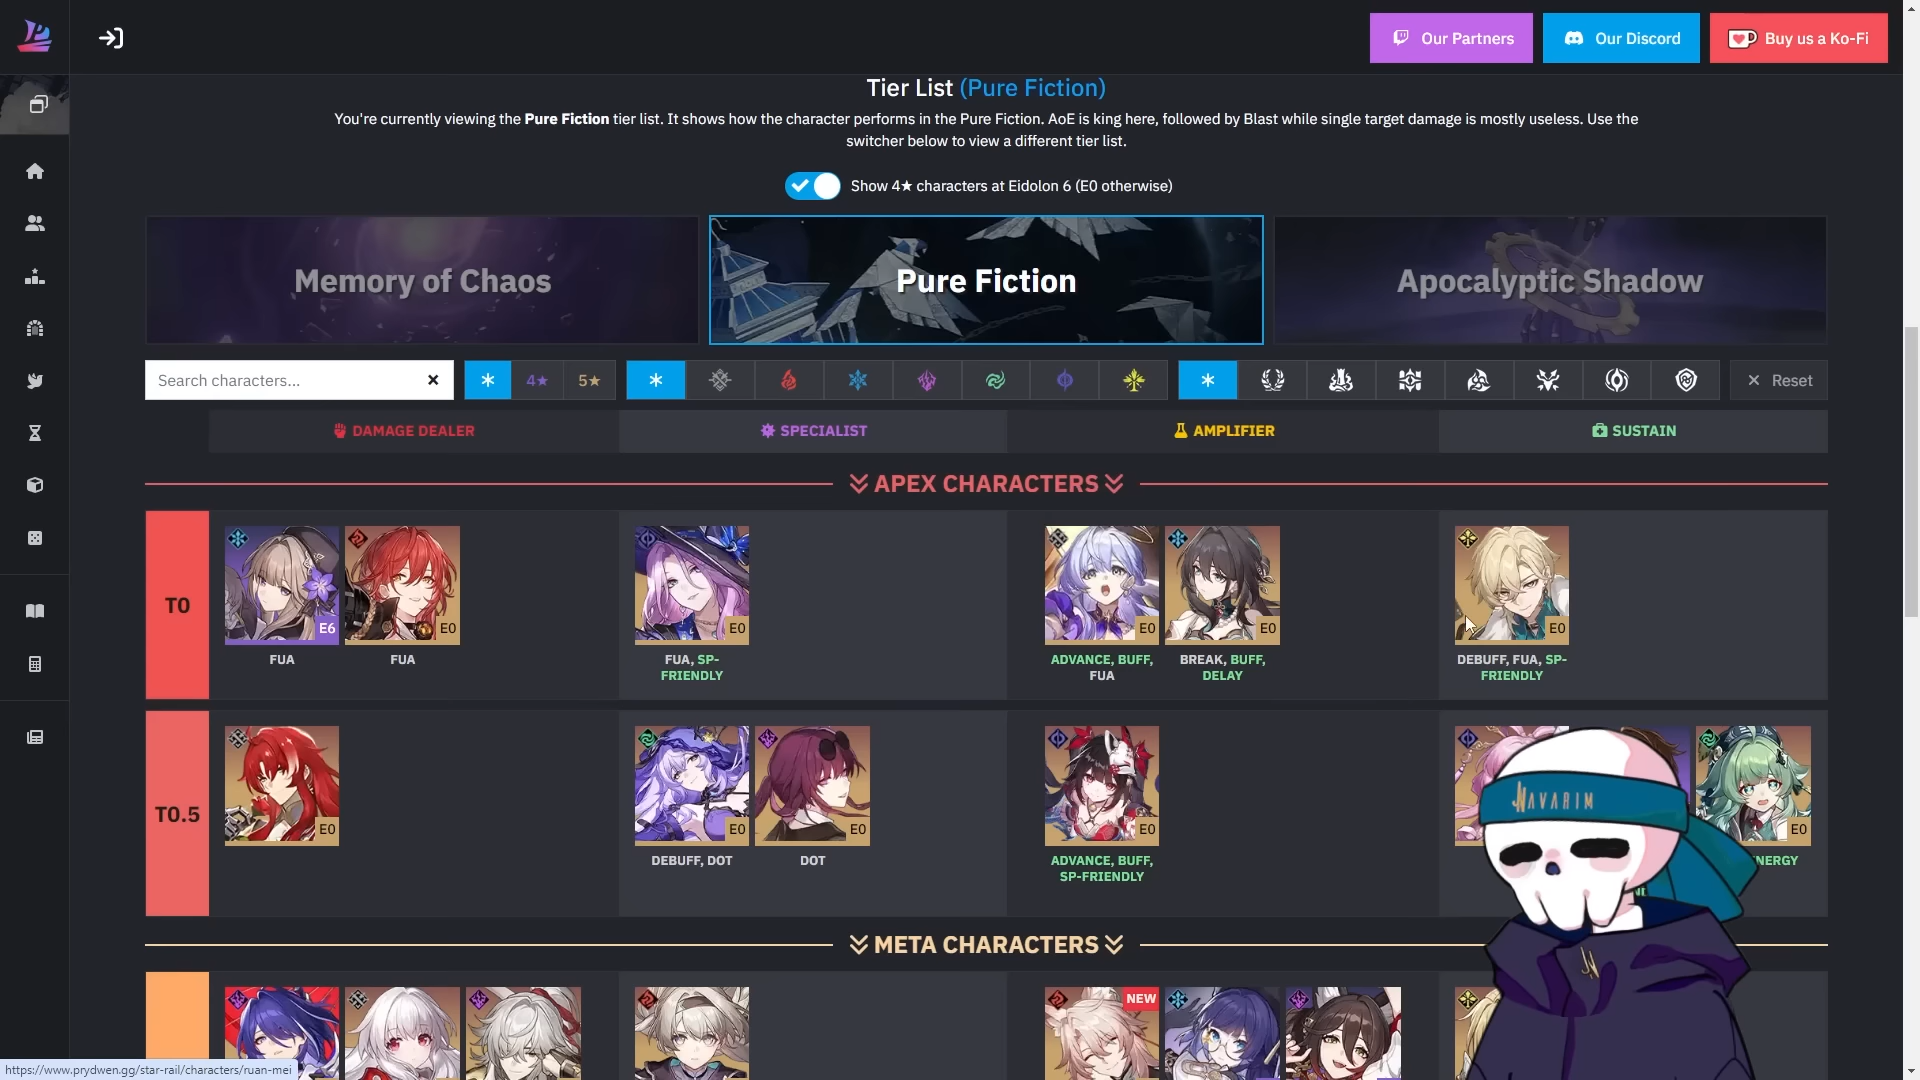 Our Partners
Our Discord
Buy us a Ko-Fi
Tier List (Pure Fiction)
You're currently viewing the Pure Fiction tier list. It shows how the character performs in the Pure Fiction. AoE is king here, followed by Blast while single target damage is mostly useless. Use the
switcher below to view a different tier list.
Show 4★ characters at Eidolon 6 (E0 otherwise)
Memory of Chaos
Pure Fiction
Apocalyptic Shadow
Search characters...
4★
5★
Reset
DAMAGE DEALER
SPECIALIST
AMPLIFIER
SUSTAIN
APEX CHARACTERS
T0
E6
E0
E0
E0
E0
E0
FUA
FUA
FUA, SP-
FRIENDLY
ADVANCE, BUFF,
FUA
BREAK, BUFF,
DELAY
DEBUFF, FUA, SP-
FRIENDLY
T0.5
E0
E0
E0
E0
E0
DEBUFF, DOT
DOT
ADVANCE, BUFF,
SP-FRIENDLY
NAVARIM
META CHARACTERS
NEW
https://www.prydwen.gg/star-rail/characters/ruan-mei